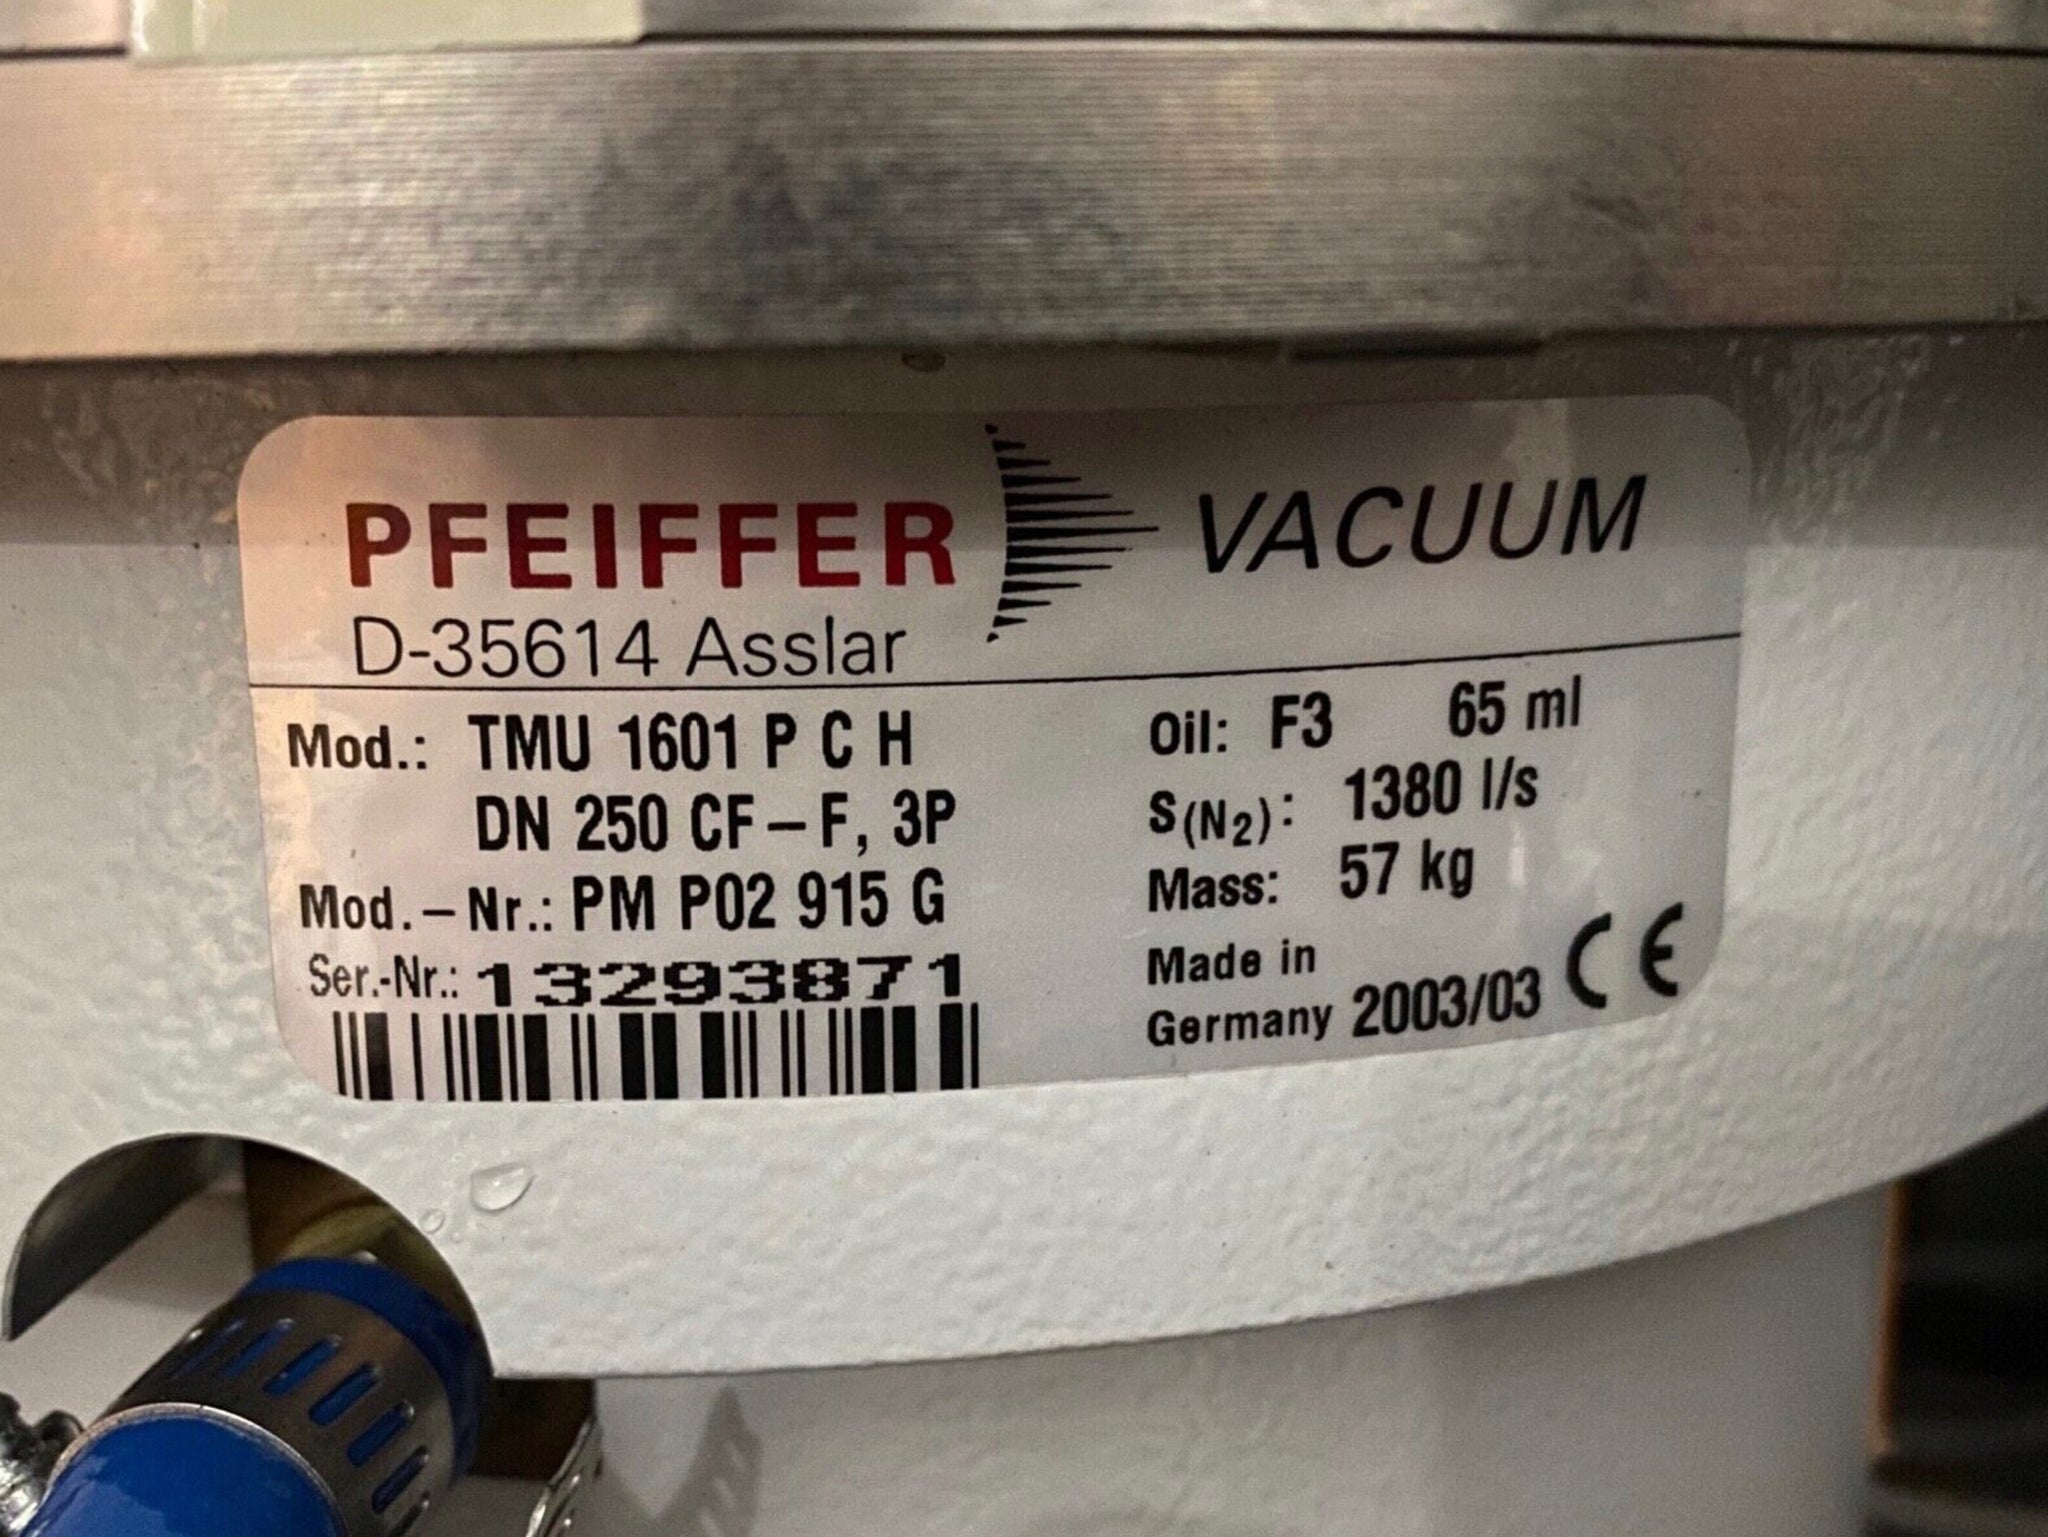 PFEIFFER VACUUM
D-35614 Asslar
Mod.: TMU 1601 P C H
DN 250 CF-F, 3P
Mod.-Nr.: PM P02 915 G
Ser.-Nr.: 13293871
Oil: F3 65 ml
S(N2): 1380 l/s
Mass: 57 kg
Made in
Germany 2003/03 CE